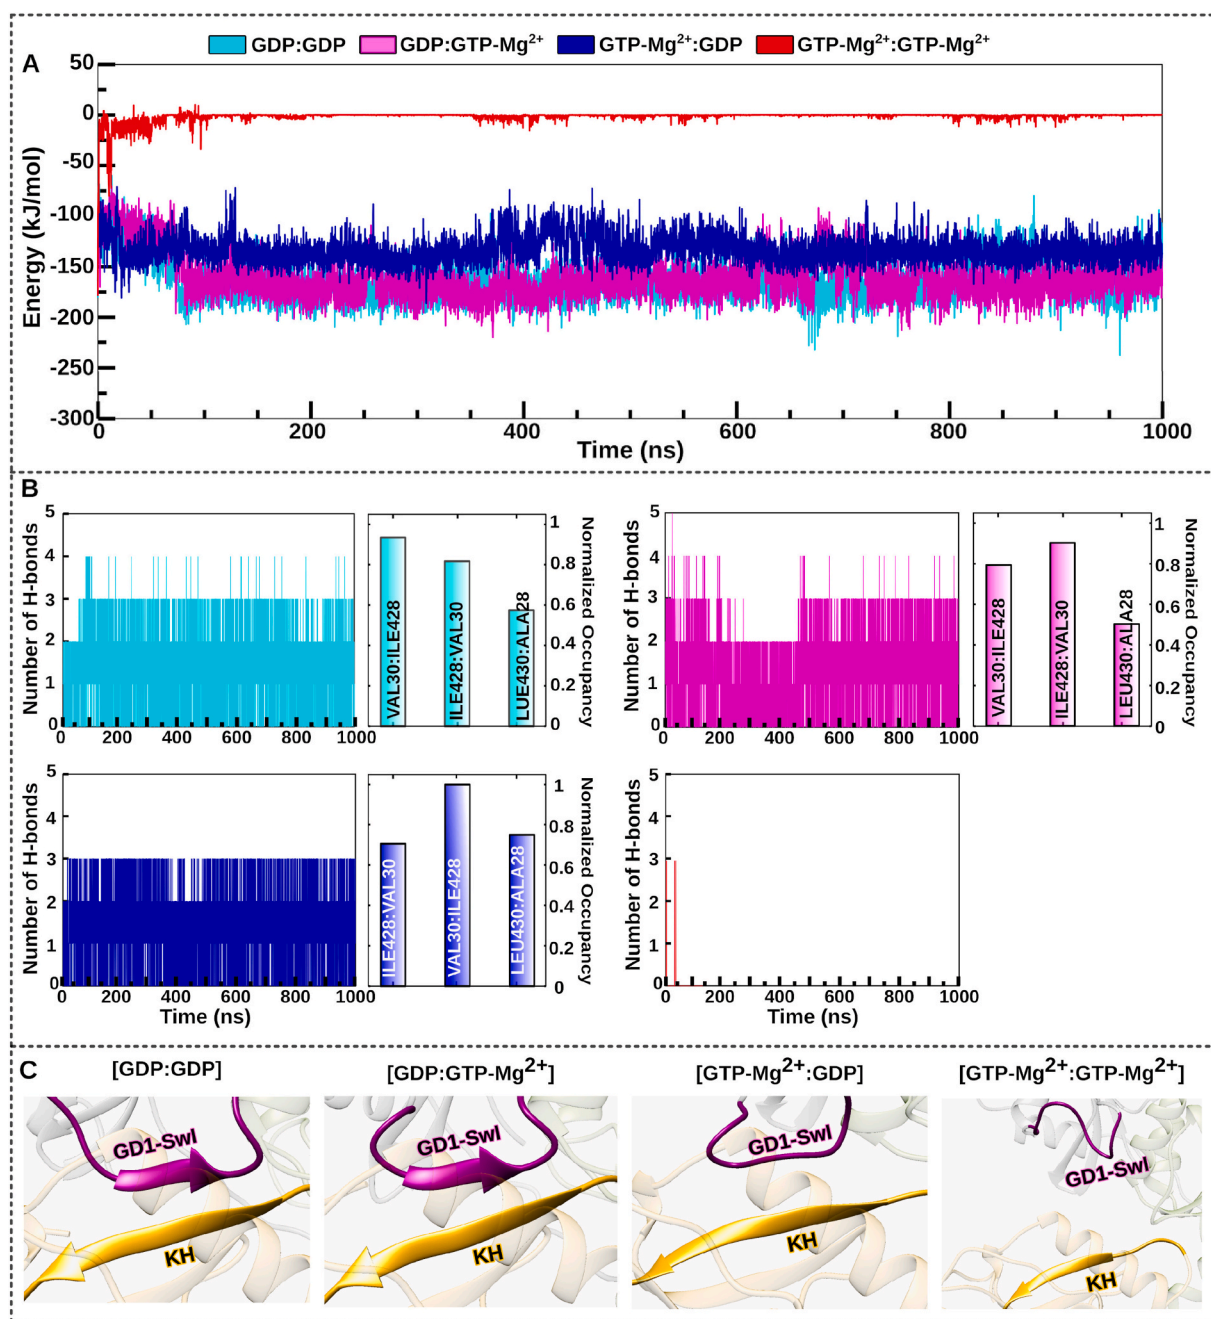 GDP:GDP GDP:GTP-Mg²⁺ GTP-Mg²⁺:GDP GTP-Mg²⁺:GTP-Mg²⁺
A
Energy (kJ/mol)
50
0
-50
-100
-150
-200
-250
-300
0 200 400 600 800 1000
Time (ns)
B
Number of H-bonds
5
4
3
2
1
0
0 200 400 600 800 1000
VAL30:ILE428
ILE428:VAL30
LUE430:ALA28
1
0.8
0.6
0.4
0.2
0
Normalized Occupancy
Number of H-bonds
5
4
3
2
1
0
0 200 400 600 800 1000
VAL30:ILE428
ILE428:VAL30
LEU430:ALA28
1
0.8
0.6
0.4
0.2
0
Normalized Occupancy
Number of H-bonds
5
4
3
2
1
0
0 200 400 600 800 1000
Time (ns)
ILE428:VAL30
VAL30:ILE428
LEU430:ALA28
1
0.8
0.6
0.4
0.2
0
Normalized Occupancy
Number of H-bonds
5
4
3
2
1
0
0 200 400 600 800 1000
Time (ns)
C
[GDP:GDP]
[GDP:GTP-Mg²⁺]
[GTP-Mg²⁺:GDP]
[GTP-Mg²⁺:GTP-Mg²⁺]
GD1-SwI
KH
GD1-SwI
KH
GD1-SwI
KH
GD1-SwI
KH